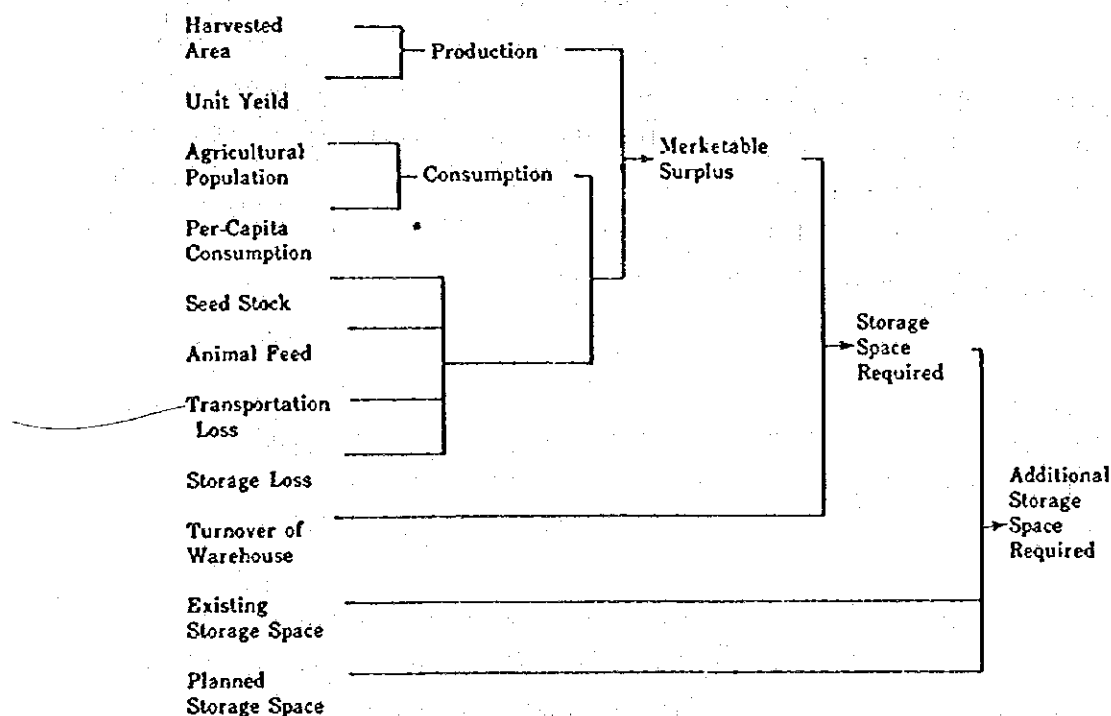 Harvested
Area
Production
Unit Yeild
Agricultural
Population
Consumption
Merketable
Surplus
Per-Capita
Consumption
Seed Stock
Animal Feed
Transportation
Loss
Storage Loss
Storage
Space
Required
Turnover of
Warehouse
Additional
Storage
Space
Required
Existing
Storage Space
Planned
Storage Space